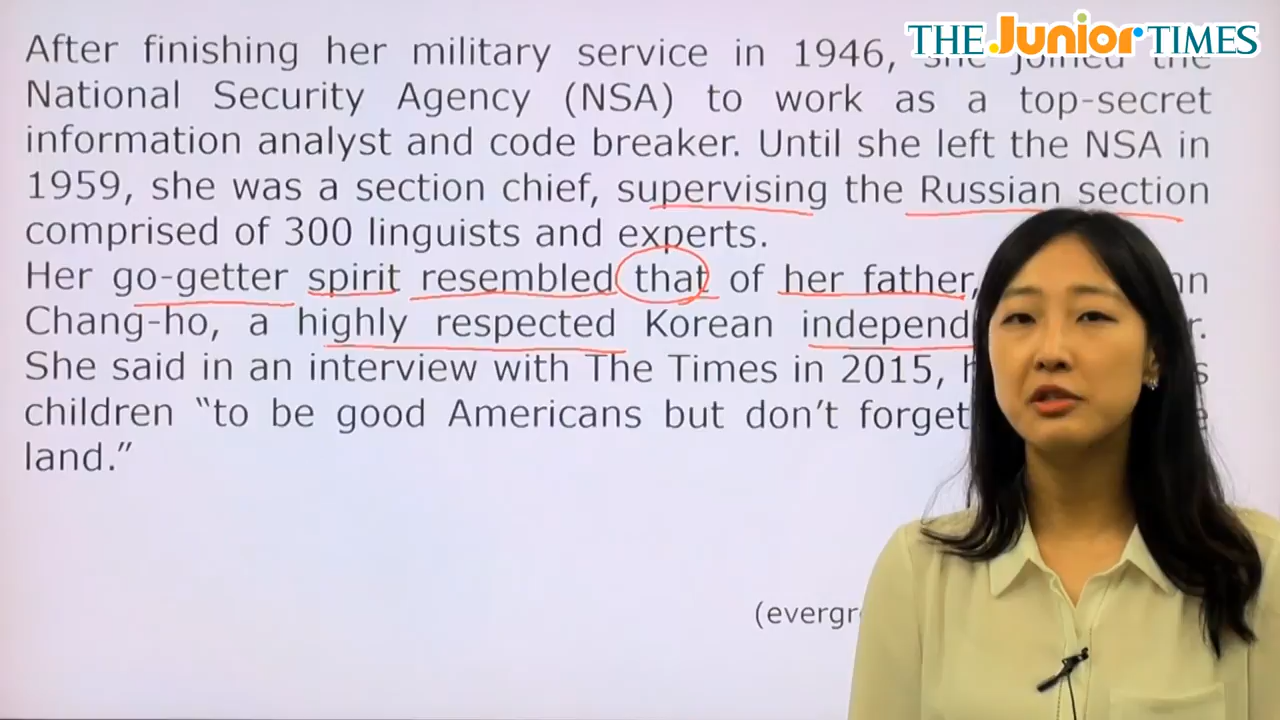 THE Junior TIMES
After finishing her military service in 1946, she joined the
National Security Agency (NSA) to work as a top-secret
information analyst and code breaker. Until she left the NSA in
1959, she was a section chief, supervising the Russian section
comprised of 300 linguists and experts.
Her go-getter spirit resembled that of her father,
Chang-ho, a highly respected Korean
She said in an interview with The Times in 2015,
children “to be good Americans but don’t forget
land.”